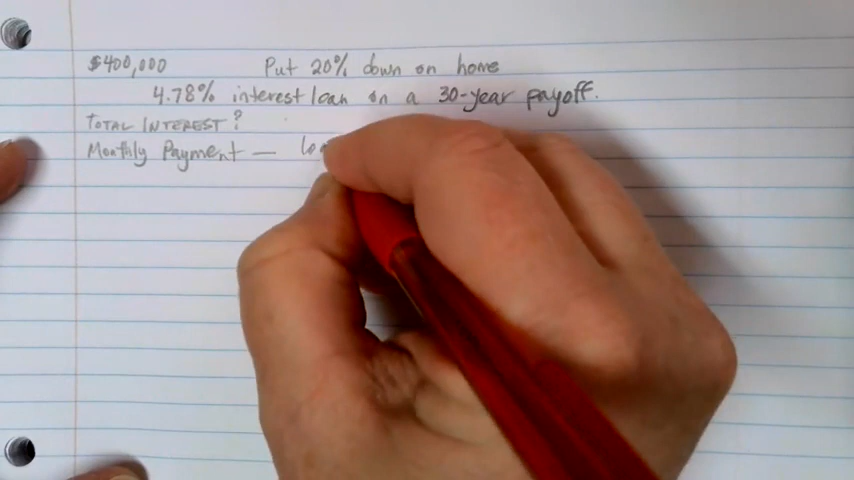 $400,000 Put 20% down on home
4.78% interest loan on a 30-year payoff.
TOTAL INTEREST?
Monthly Payment —